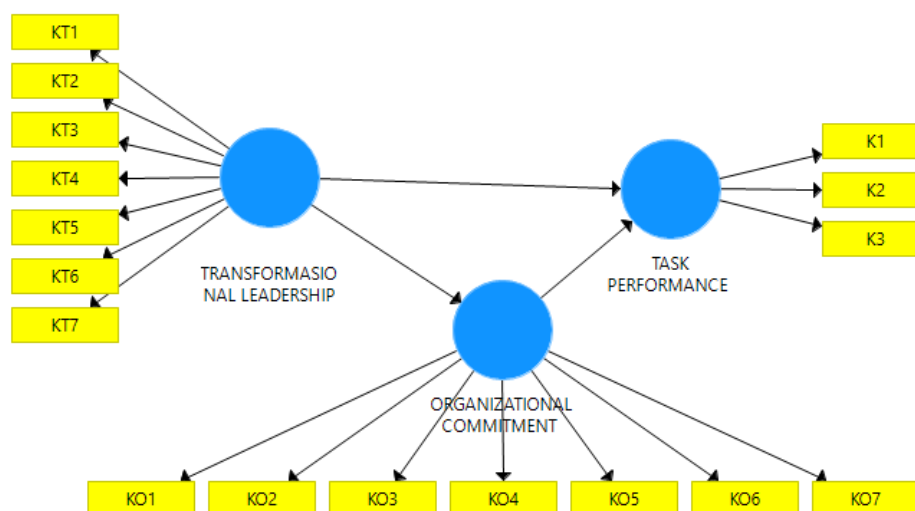 KT1
KT2
KT3
KT4
KT5
KT6
KT7
TRANSFORMASIO
NAL LEADERSHIP
K1
K2
K3
TASK
PERFORMANCE
ORGANIZATIONAL
COMMITMENT
KO1
KO2
KO3
KO4
KO5
KO6
KO7